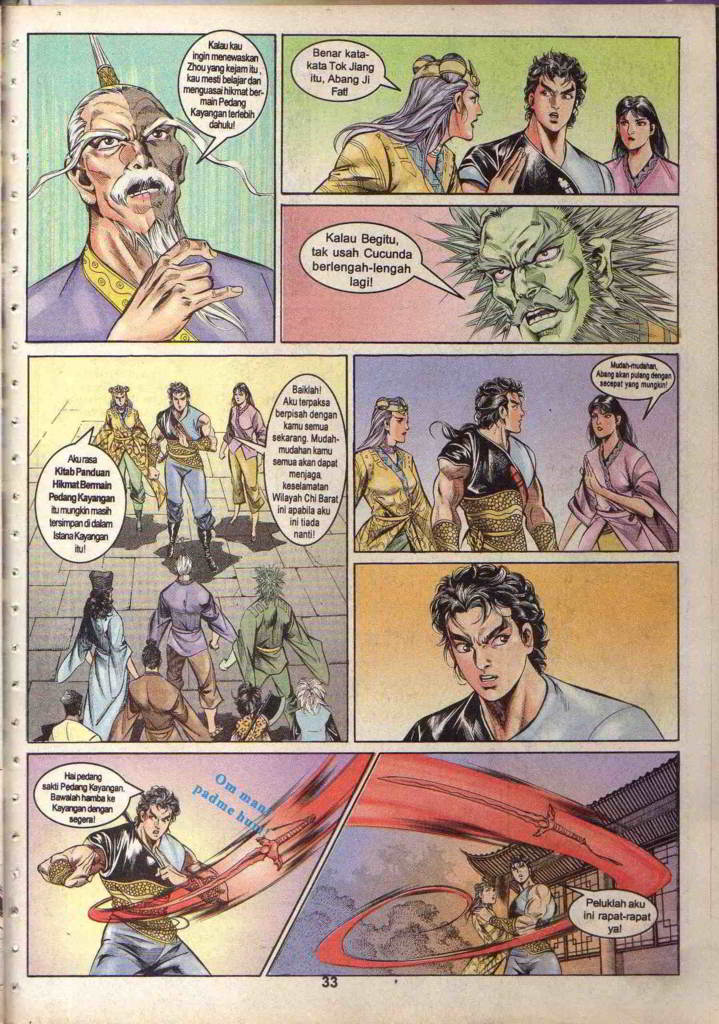 Kalau kau
ingin menewaskan
Zhou yang kejam itu,
kau mesti belajar dan
menguasai hikmat ber-
main Pedang
Kayangan terlebih
dahulu!
Benar kata-
kata Tok Jiang
itu, Abang Ji
Fat!
Kalau Begitu,
tak usah Cucunda
berlengah-lengah
lagi!
Aku rasa
Kitab Panduan
Hikmat Bermain
Pedang Kayangan
itu mungkin masih
tersimpan di dalam
Istana Kayangan
itu!
Baiklah!
Aku terpaksa
berpisah dengan
kamu semua
sekarang. Mudah-
mudahan kamu
semua akan dapat
menjaga
keselamatan
Wilayah Chi Barat
ini apabila aku
ini tiada
nanti!
Mudah-mudahan,
Abang akan pulang dengan
secepat yang mungkin!
Hai pedang
sakti Pedang Kayangan.
Bawalah hamba ke
Kayangan dengan
segera!
Om mani
padme hum
Peluklah aku
ini rapat-rapat
ya!
33